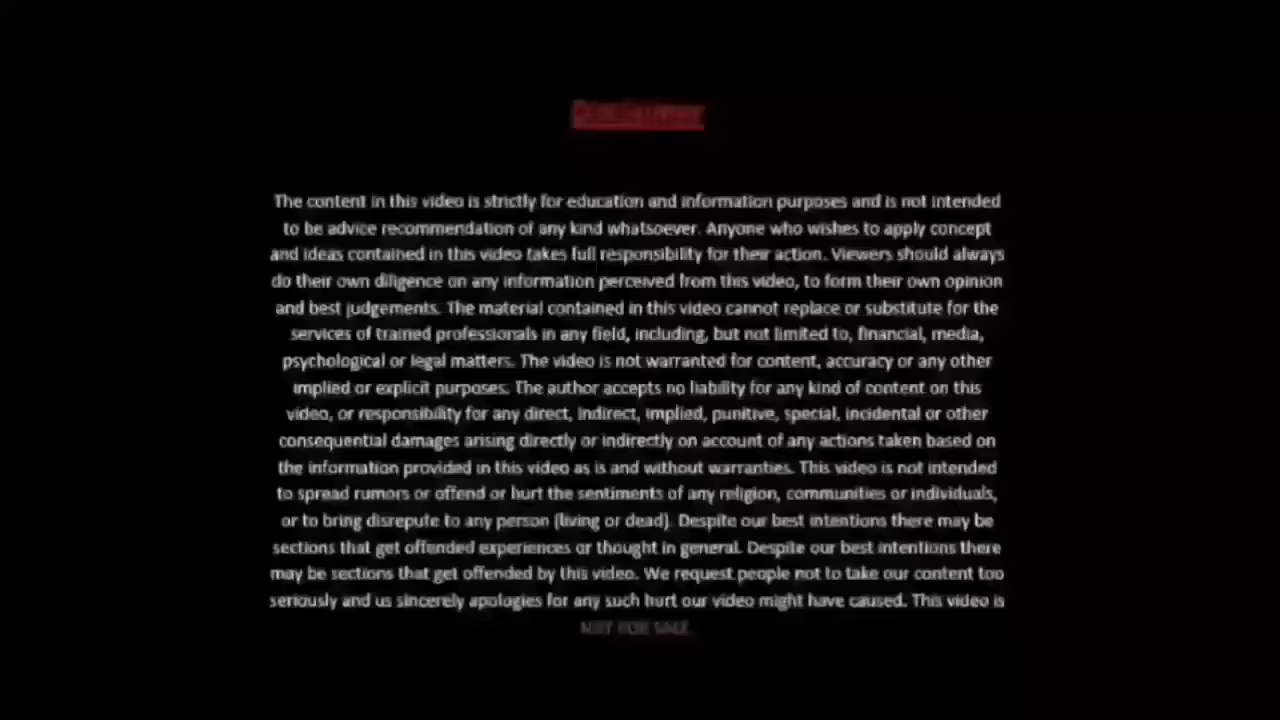 Disclaimer
The content in this video is strictly for education and information purposes and is not intended
to be advice recommendation of any kind whatsoever. Anyone who wishes to apply concept
and ideas contained in this video takes full responsibility for their action. Viewers should always
do their own diligence on any information perceived from this video, to form their own opinion
and best judgements. The material contained in this video cannot replace or substitute for the
services of trained professionals in any field, including, but not limited to, financial, media,
psychological or legal matters. The video is not warranted for content, accuracy or any other
implied or explicit purposes. The author accepts no liability for any kind of content on this
video, or responsibility for any direct, indirect, implied, punitive, special, incidental or other
consequential damages arising directly or indirectly on account of any actions taken based on
the information provided in this video as is and without warranties. This video is not intended
to spread rumors or offend or hurt the sentiments of any religion, communities or individuals,
or to bring disrepute to any person (living or dead). Despite our best intentions there may be
sections that get offended experiences or thought in general. Despite our best intentions there
may be sections that get offended by this video. We request people not to take our content too
seriously and us sincerely apologies for any such hurt our video might have caused. This video is
NOT FOR SALE.